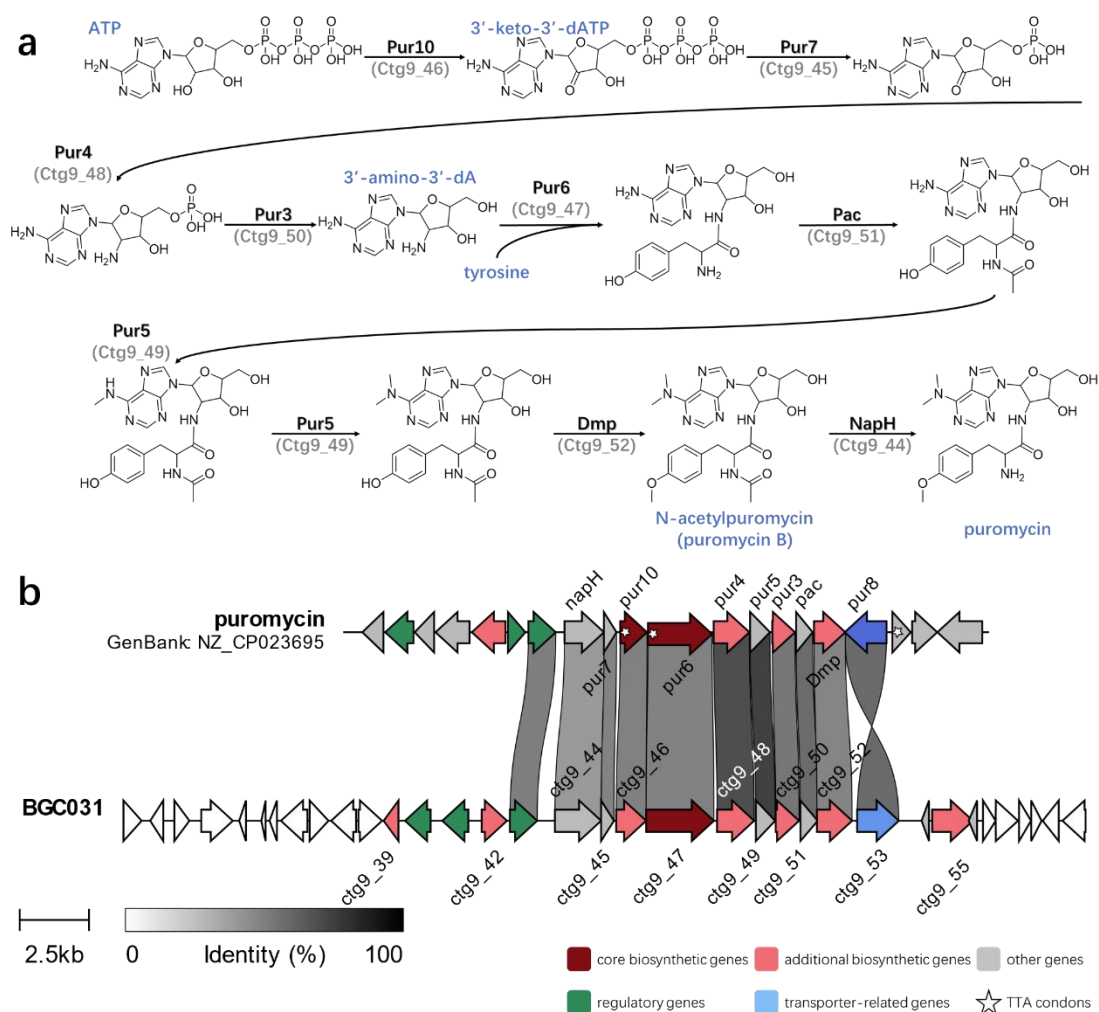 a
ATP
3′-keto-3′-dATP
Pur10
(Ctg9_46)
Pur7
(Ctg9_45)
Pur4
(Ctg9_48)
Pur3
(Ctg9_50)
3′-amino-3′-dA
Pur6
(Ctg9_47)
tyrosine
Pac
(Ctg9_51)
Pur5
(Ctg9_49)
Pur5
(Ctg9_49)
Dmp
(Ctg9_52)
NapH
(Ctg9_44)
N-acetylpuromycin
(puromycin B)
puromycin
b
puromycin
GenBank: NZ_CP023695
napH
pur10
pur4
pur5
pur3
pac
pur8
pur7
pur6
Dmp
ctg9_44
ctg9_46
ctg9_48
ctg9_50
ctg9_52
BGC031
ctg9_39
ctg9_42
ctg9_45
ctg9_47
ctg9_49
ctg9_51
ctg9_53
ctg9_55
2.5kb
0 Identity (%) 100
core biosynthetic genes
additional biosynthetic genes
other genes
regulatory genes
transporter-related genes
TTA condons